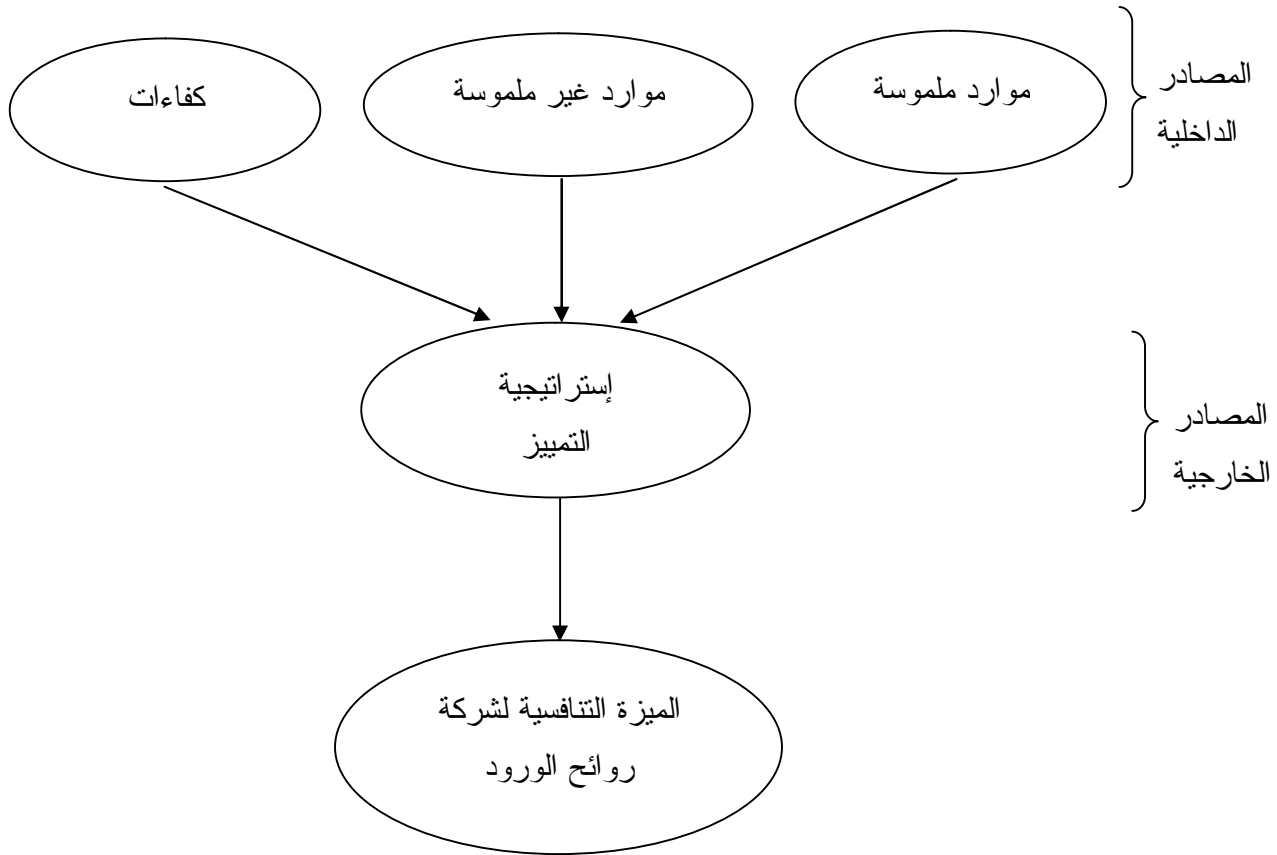 موارد ملموسة
موارد غير ملموسة
كفاءات
المصادر
الداخلية
إستراتيجية
التمييز
المصادر
الخارجية
الميزة التنافسية لشركة
روائح الورود